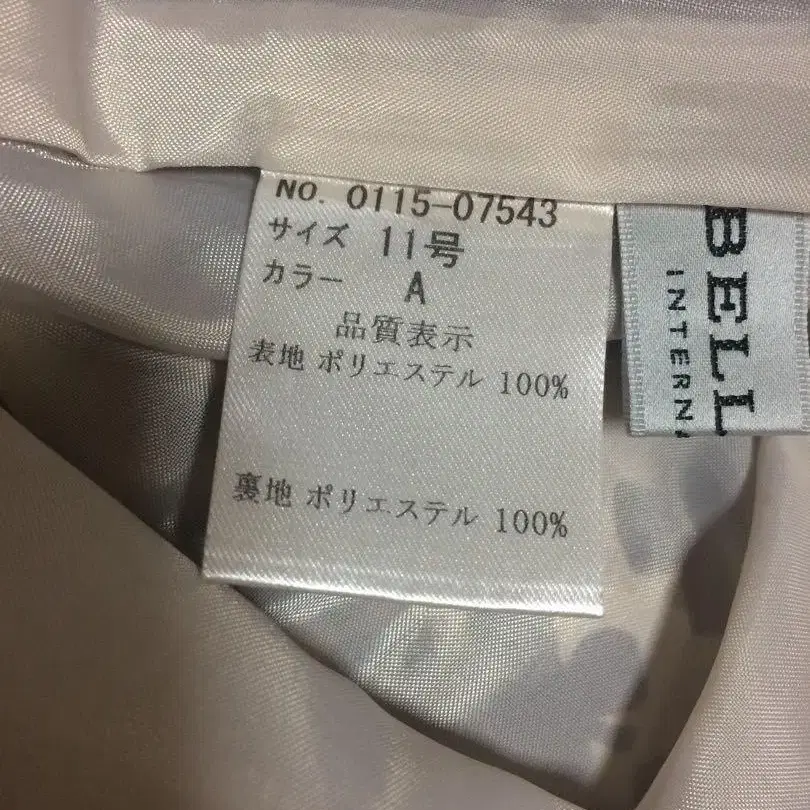 No. 0115-07543
サイズ 11号
カラー A
品質表示
表地 ポリエステル 100%
裏地 ポリエステル 100%
BELL
INTERNA